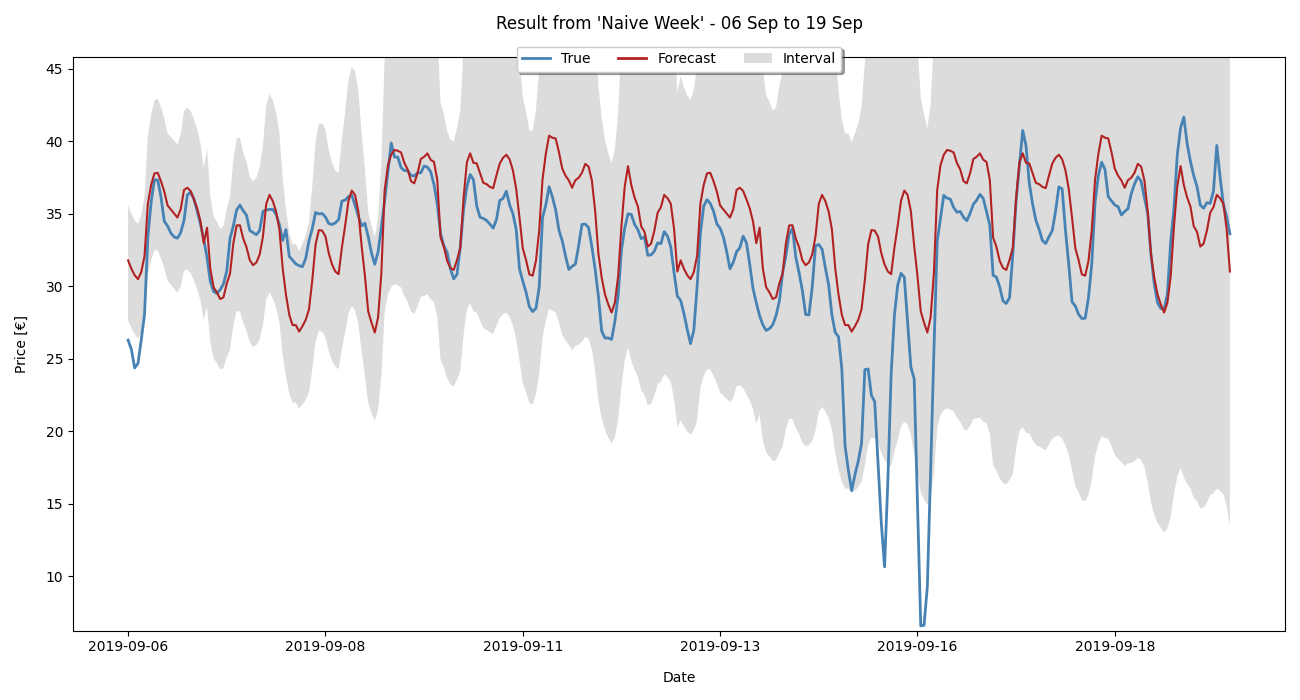 Result from 'Naive Week' - 06 Sep to 19 Sep
True Forecast Interval
45
40
35
30
25
20
15
10
Price [€]
2019-09-06 2019-09-08 2019-09-11 2019-09-13 2019-09-16 2019-09-18
Date